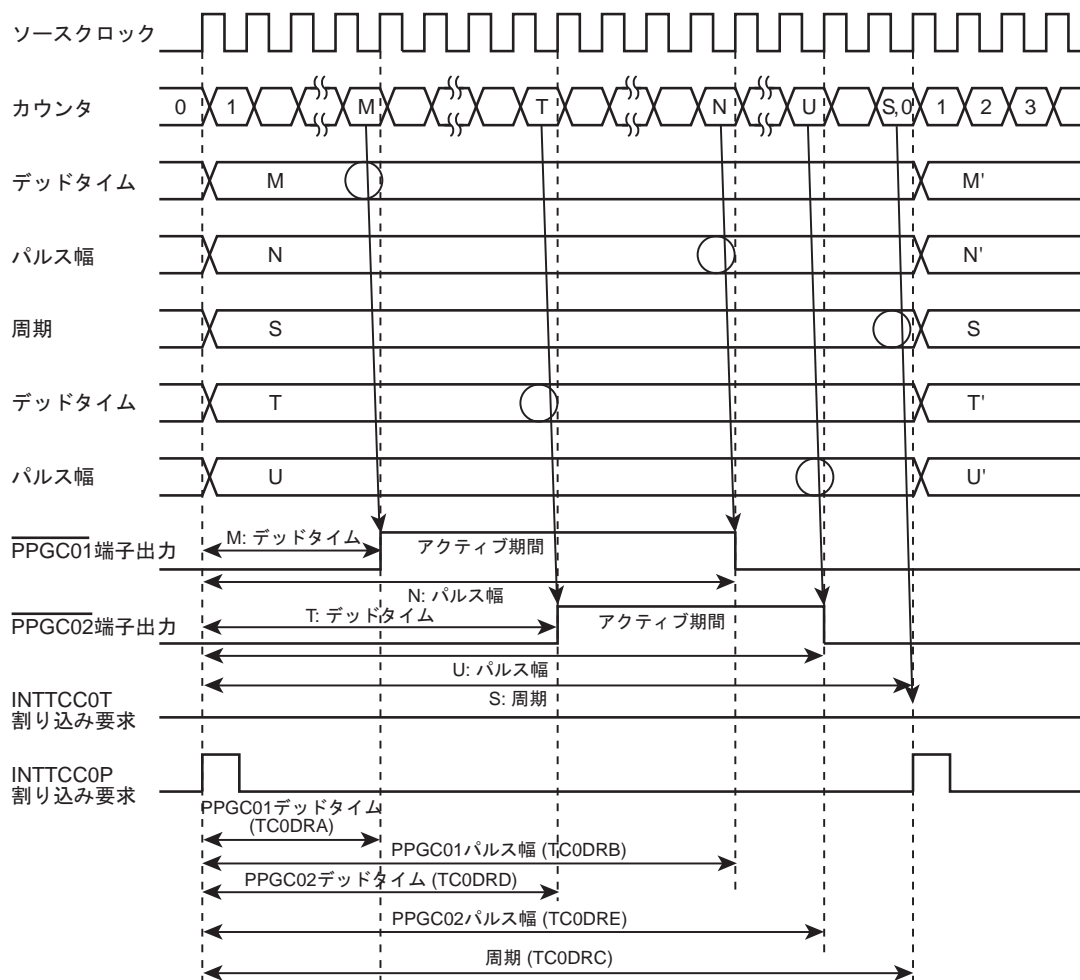 ソースクロック
カウンタ 0 1 M T N U S,0 1 2 3
デッドタイム M M'
パルス幅 N N'
周期 S S
デッドタイム T T'
パルス幅 U U'
PPGC01端子出力 M: デッドタイム アクティブ期間
N: パルス幅
PPGC02端子出力 T: デッドタイム アクティブ期間
U: パルス幅
S: 周期
INTTCC0T
割り込み要求
INTTCC0P
割り込み要求
PPGC01デッドタイム
(TC0DRA)
PPGC01パルス幅 (TC0DRB)
PPGC02デッドタイム (TC0DRD)
PPGC02パルス幅 (TC0DRE)
周期 (TC0DRC)